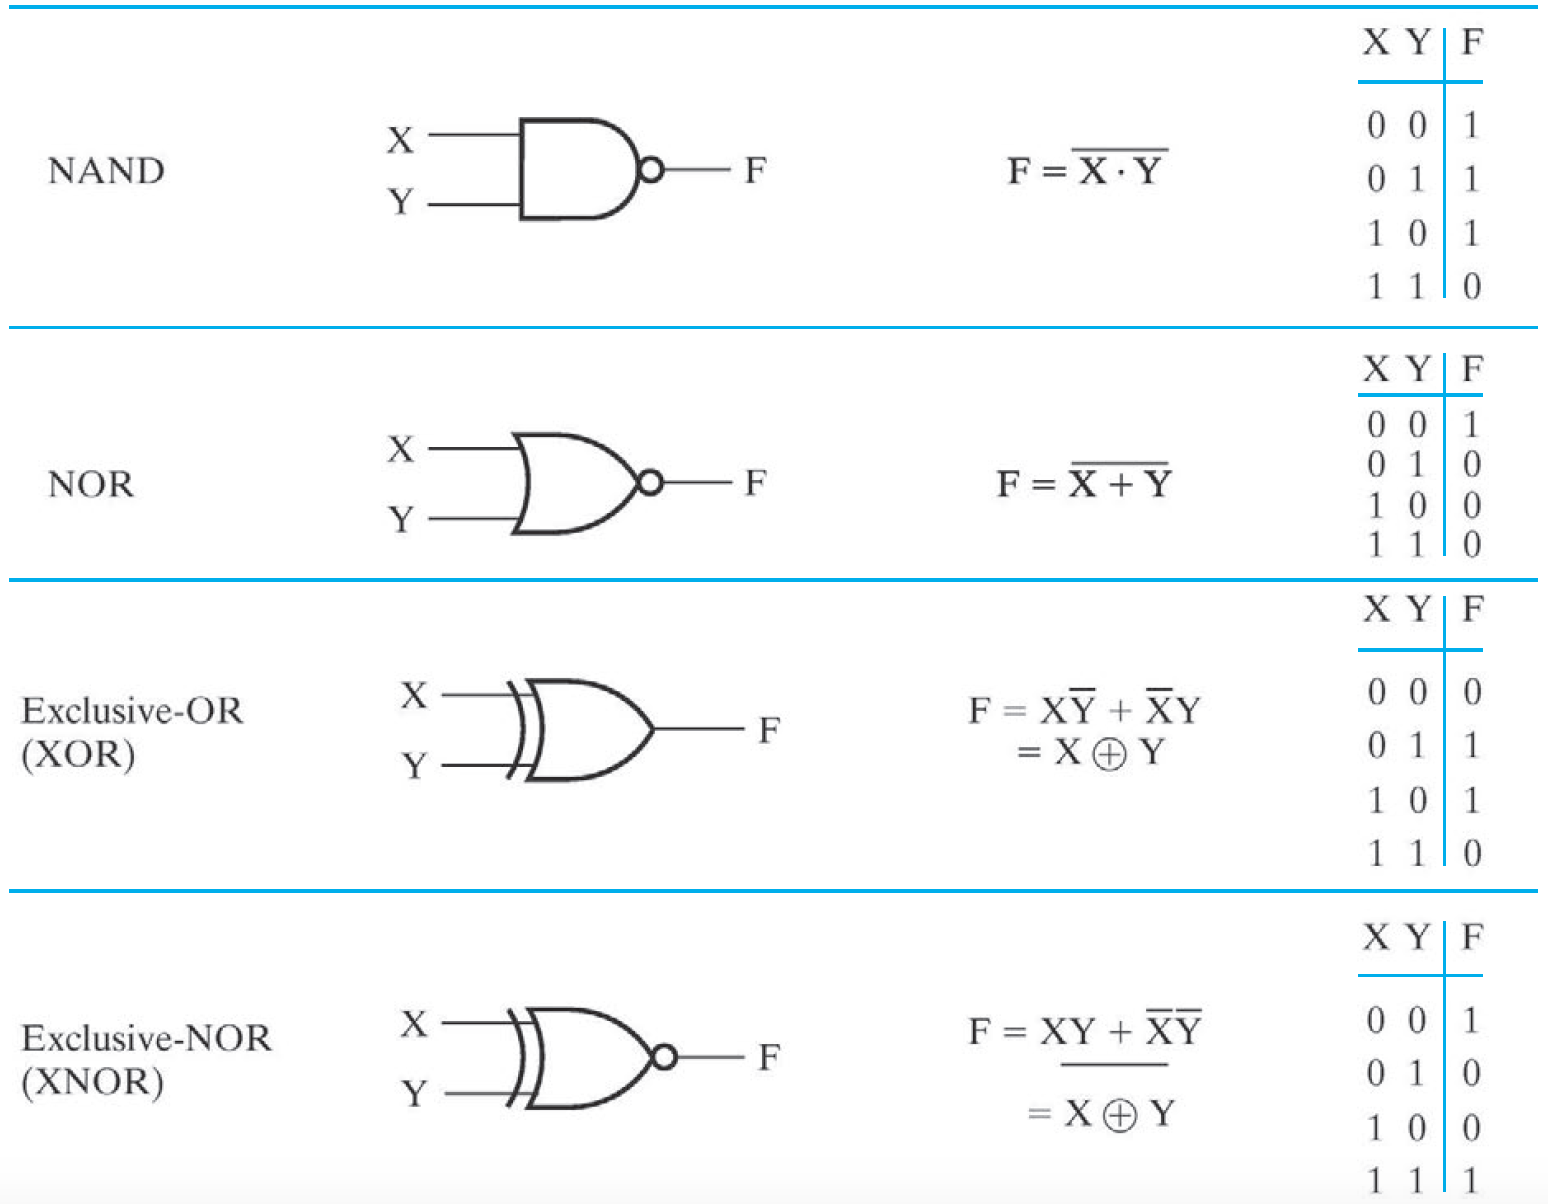 X Y F
NAND
X
Y
F
F = \overline{X · Y}
0 0 1
0 1 1
1 0 1
1 1 0
X Y F
NOR
X
Y
F
F = \overline{X + Y}
0 0 1
0 1 0
1 0 0
1 1 0
X Y F
Exclusive-OR
(XOR)
X
Y
F
F = XY̅ + X̅Y
= X ⊕ Y
0 0 0
0 1 1
1 0 1
1 1 0
X Y F
Exclusive-NOR
(XNOR)
X
Y
F
F = XY + X̅Y̅
= \overline{X ⊕ Y}
0 0 1
0 1 0
1 0 0
1 1 1